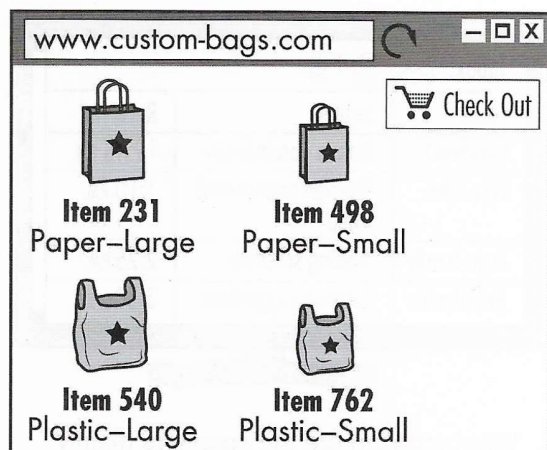 www.custom-bags.com
Check Out
Item 231
Paper–Large
Item 498
Paper–Small
Item 540
Plastic–Large
Item 762
Plastic–Small